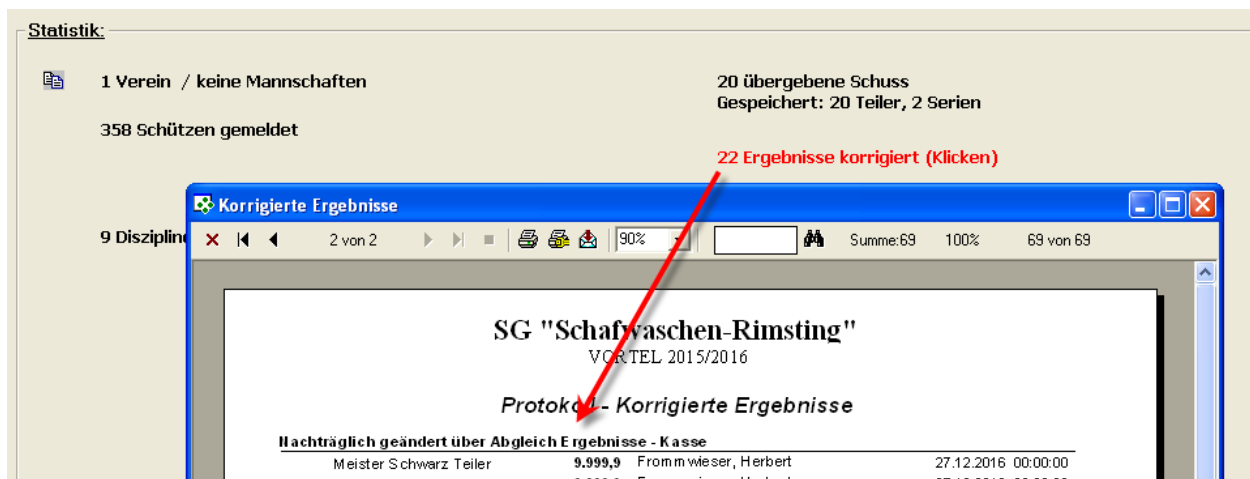 Statistik:
1 Verein / keine Mannschaften
20 übergebene Schuss
Gespeichert: 20 Teiler, 2 Serien
358 Schützen gemeldet
22 Ergebnisse korrigiert (Klicken)
Korrigierte Ergebnisse
9 Disziplin
2 von 2
90%
Summe:69 100% 69 von 69
SG "Schafwaschen-Rimsting"
VORTEL 2015/2016
Protokoll - Korrigierte Ergebnisse
Nachträglich geändert über Abgleich Ergebnisse - Kasse
Meister Schwarz Teiler 9.999,9 Frommwieser, Herbert 27.12.2016 00:00:00